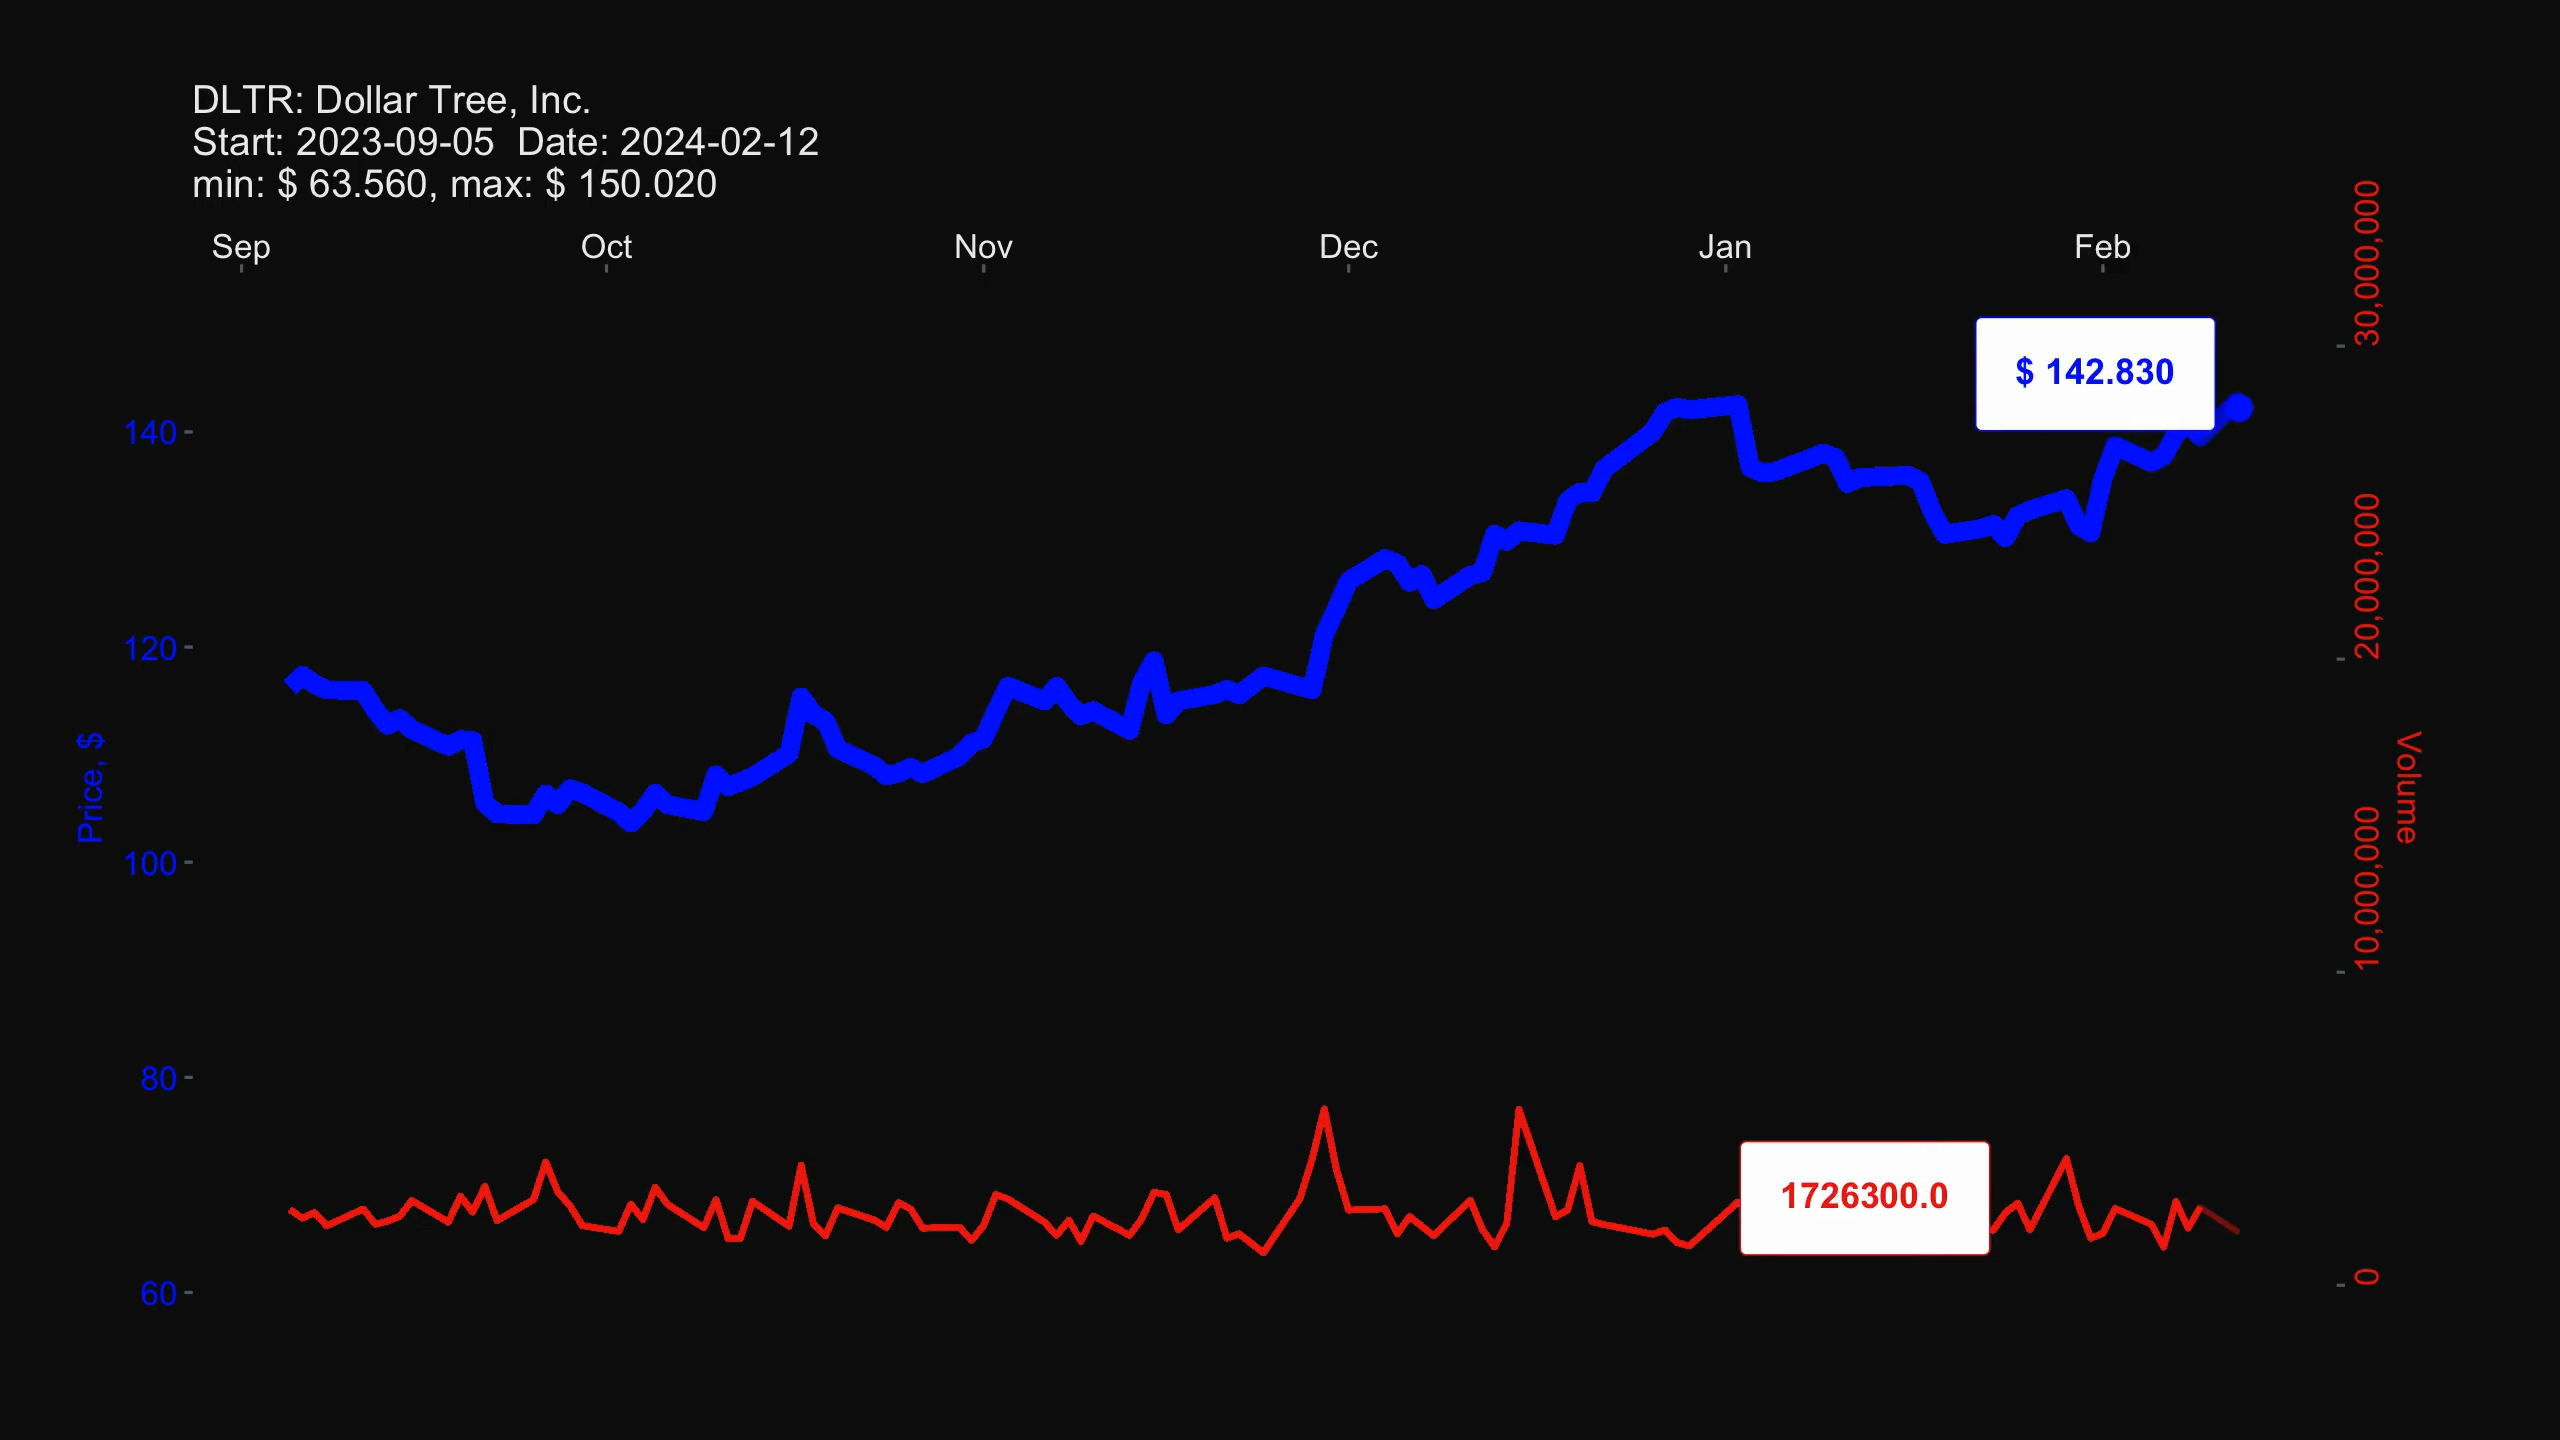 DLTR: Dollar Tree, Inc.
Start: 2023-09-05  Date: 2024-02-12
min: $ 63.560, max: $ 150.020
Sep Oct Nov Dec Jan Feb
$ 142.830
140
120
100
80
60
Price, $
30,000,000
20,000,000
10,000,000
0
Volume
1726300.0